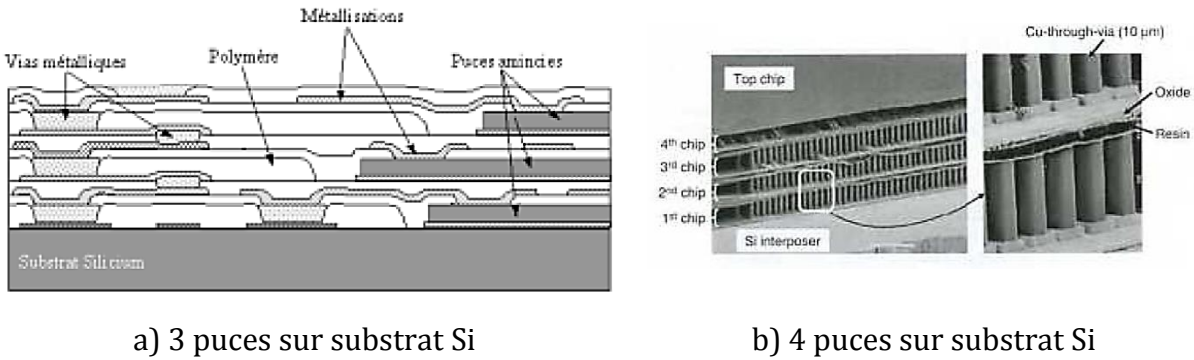 Métallisations
Vias métalliques
Polymère
Puces amincies
Substrat Silicium
Cu-through-via (10 µm)
Top chip
Oxide
Resin
4th chip
3rd chip
2nd chip
1st chip
Si interposer
a) 3 puces sur substrat Si
b) 4 puces sur substrat Si